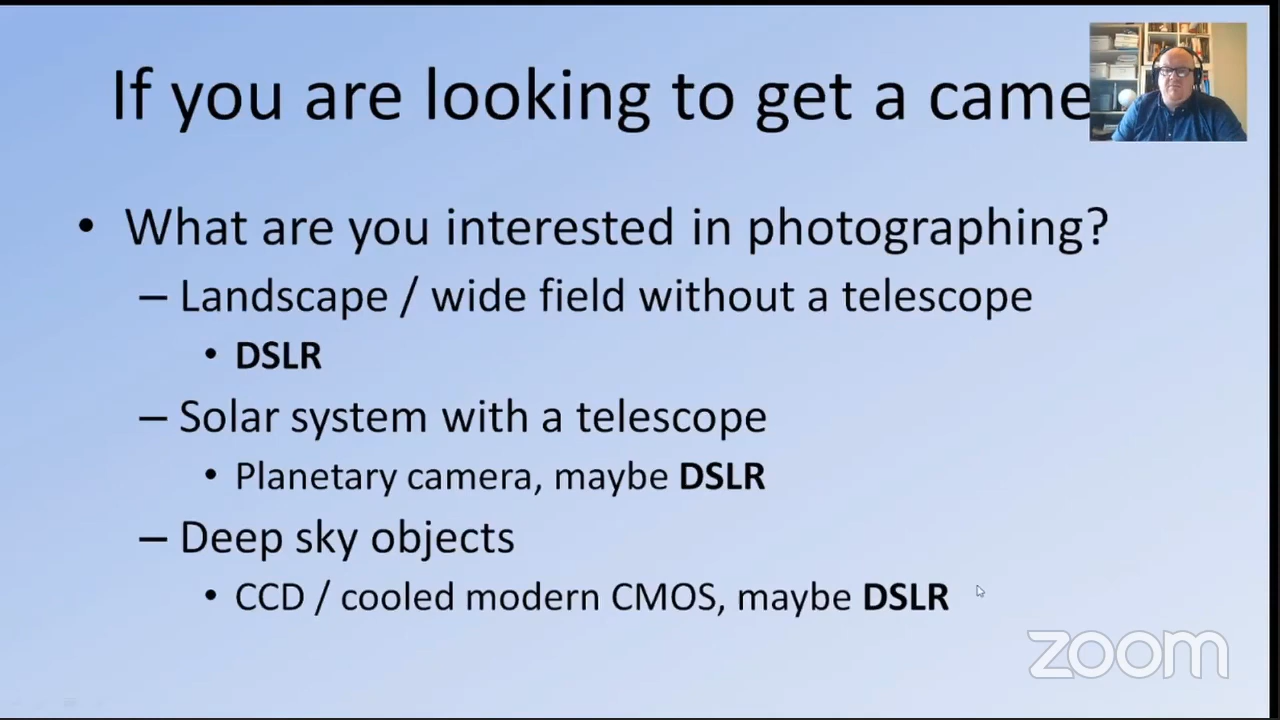 If you are looking to get a came
• What are you interested in photographing?
– Landscape / wide field without a telescope
• DSLR
– Solar system with a telescope
• Planetary camera, maybe DSLR
– Deep sky objects
• CCD / cooled modern CMOS, maybe DSLR
zoom